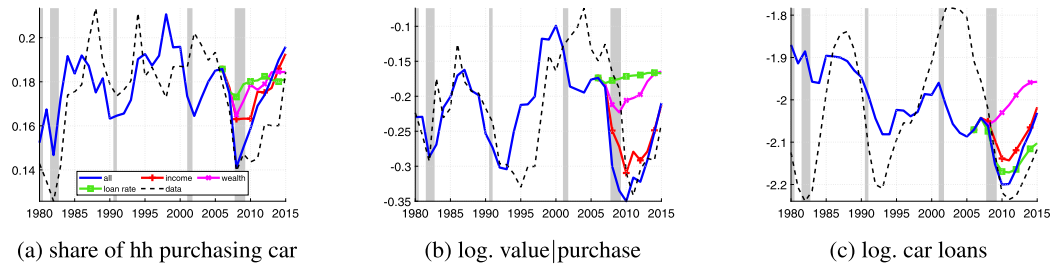 0.2
0.18
0.16
0.14
all
income
wealth
loan rate
data
1980 1985 1990 1995 2000 2005 2010 2015
(a) share of hh purchasing car
-0.1
-0.15
-0.2
-0.25
-0.3
-0.35
1980 1985 1990 1995 2000 2005 2010 2015
(b) log. value|purchase
-1.8
-1.9
-2
-2.1
-2.2
1980 1985 1990 1995 2000 2005 2010 2015
(c) log. car loans